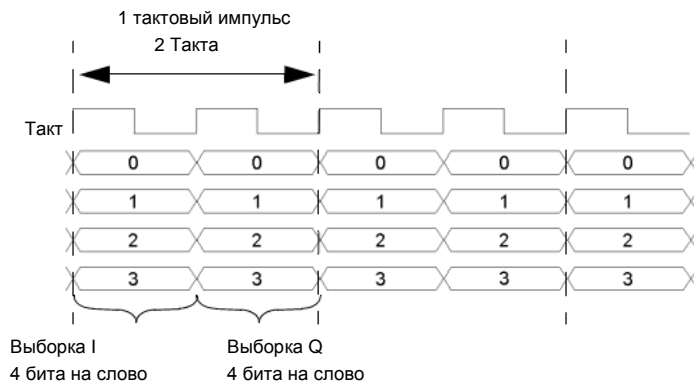 1 тактовый импульс
2 Такта
Такт
0 0 0 0 0
1 1 1 1 1
2 2 2 2 2
3 3 3 3 3
Выборка I Выборка Q
4 бита на слово 4 бита на слово